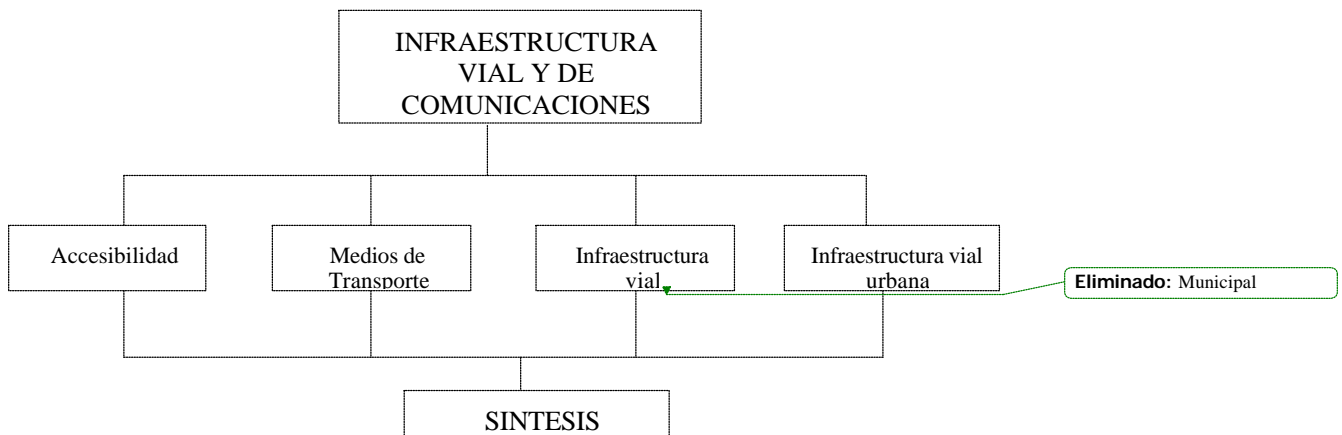 INFRAESTRUCTURA
VIAL Y DE
COMUNICACIONES
Accesibilidad
Medios de
Transporte
Infraestructura
vial
Infraestructura vial
urbana
Eliminado: Municipal
SINTESIS